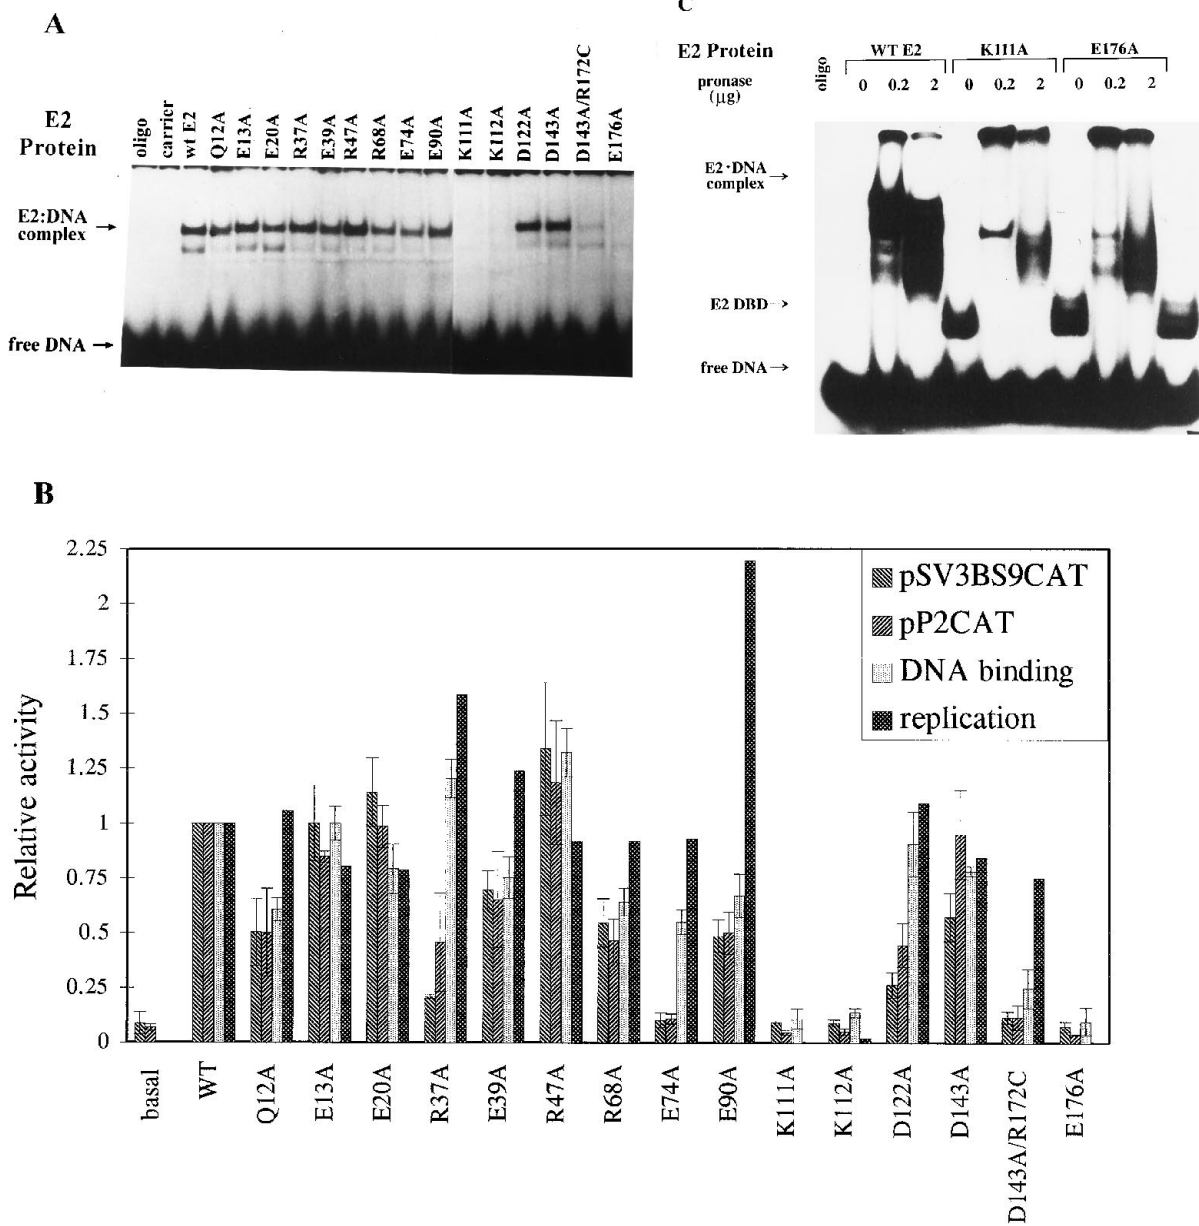 A
E2
Protein
oligo
carrier
wt E2
Q12A
E13A
E20A
R37A
E39A
R47A
R68A
E74A
E90A
K111A
K112A
D122A
D143A
D143A/R172C
E176A
E2:DNA
complex
free DNA
C
E2 Protein
WT E2 K111A E176A
pronase
(μg)
oligo
0 0.2 2 0 0.2 2 0 0.2 2
E2·DNA
complex
E2 DBD
free DNA
B
Relative activity
2.25
2
1.75
1.5
1.25
1
0.75
0.5
0.25
0
pSV3BS9CAT
pP2CAT
DNA binding
replication
basal
WT
Q12A
E13A
E20A
R37A
E39A
R47A
R68A
E74A
E90A
K111A
K112A
D122A
D143A
D143A/R172C
E176A